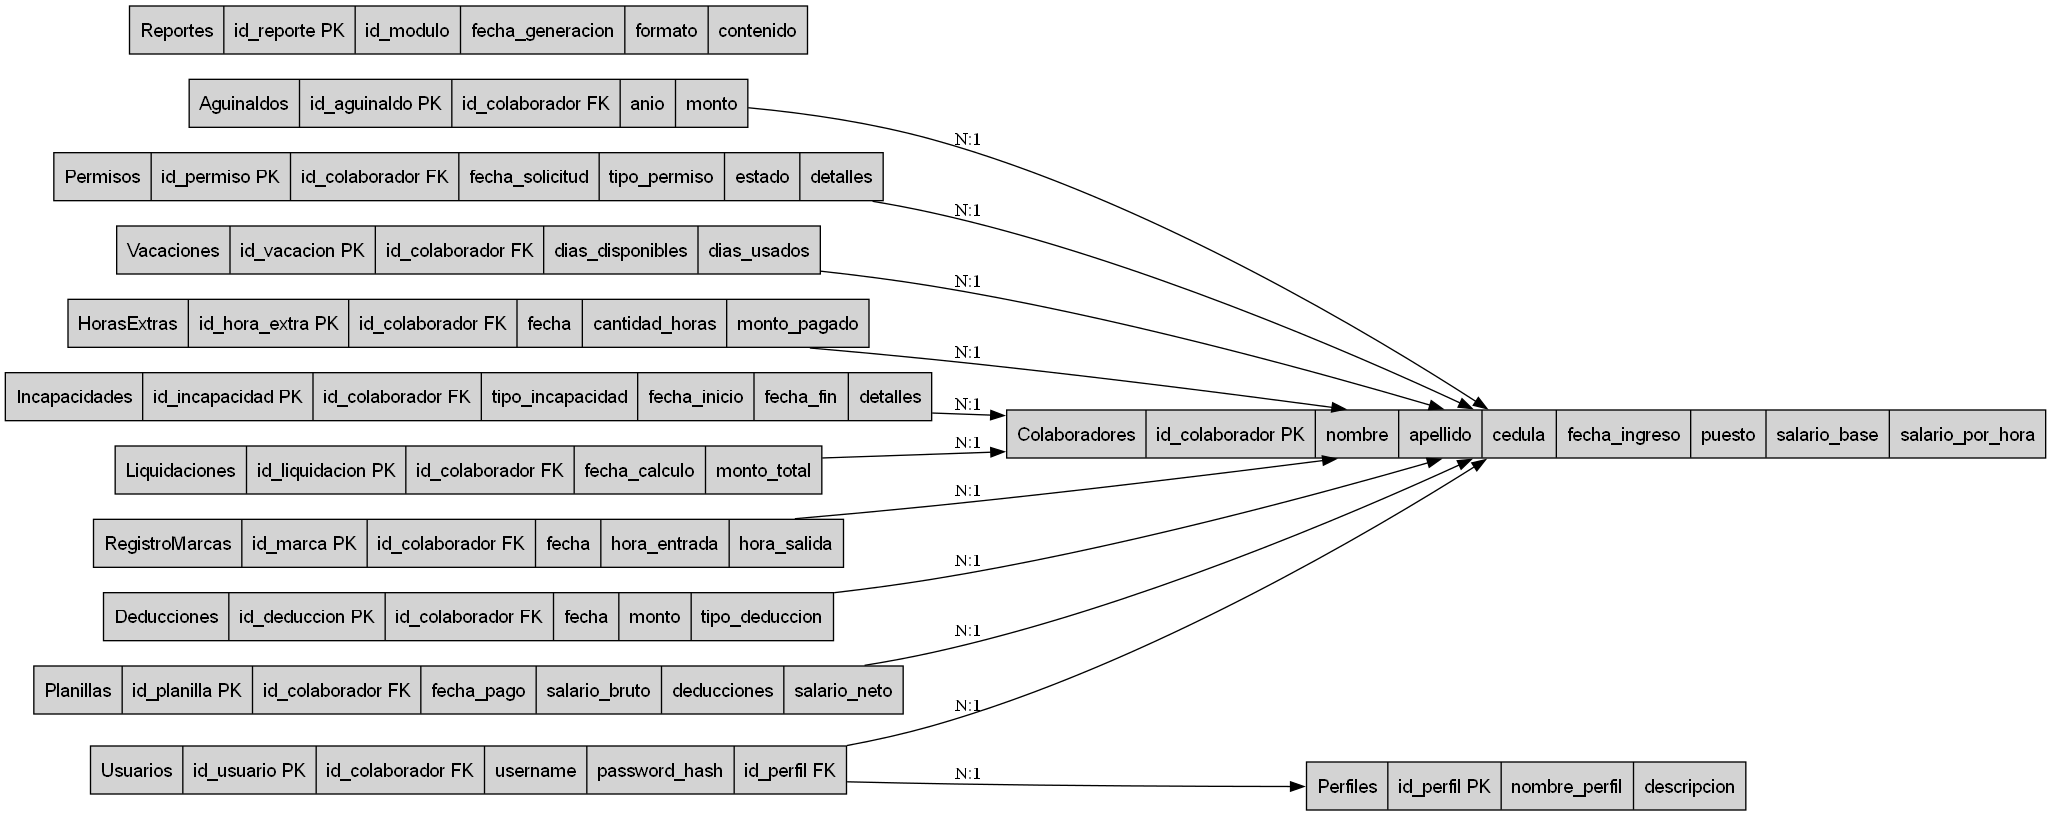 Reportes id_reporte PK id_modulo fecha_generacion formato contenido
Aguinaldos id_aguinaldo PK id_colaborador FK anio monto
N:1
Permisos id_permiso PK id_colaborador FK fecha_solicitud tipo_permiso estado detalles
N:1
Vacaciones id_vacacion PK id_colaborador FK dias_disponibles dias_usados
N:1
HorasExtras id_hora_extra PK id_colaborador FK fecha cantidad_horas monto_pagado
N:1
Incapacidades id_incapacidad PK id_colaborador FK tipo_incapacidad fecha_inicio fecha_fin detalles
N:1
Colaboradores id_colaborador PK nombre apellido cedula fecha_ingreso puesto salario_base salario_por_hora
N:1
Liquidaciones id_liquidacion PK id_colaborador FK fecha_calculo monto_total
N:1
RegistroMarcas id_marca PK id_colaborador FK fecha hora_entrada hora_salida
N:1
Deducciones id_deduccion PK id_colaborador FK fecha monto tipo_deduccion
N:1
Planillas id_planilla PK id_colaborador FK fecha_pago salario_bruto deducciones salario_neto
N:1
Usuarios id_usuario PK id_colaborador FK username password_hash id_perfil FK
N:1
Perfiles id_perfil PK nombre_perfil descripcion